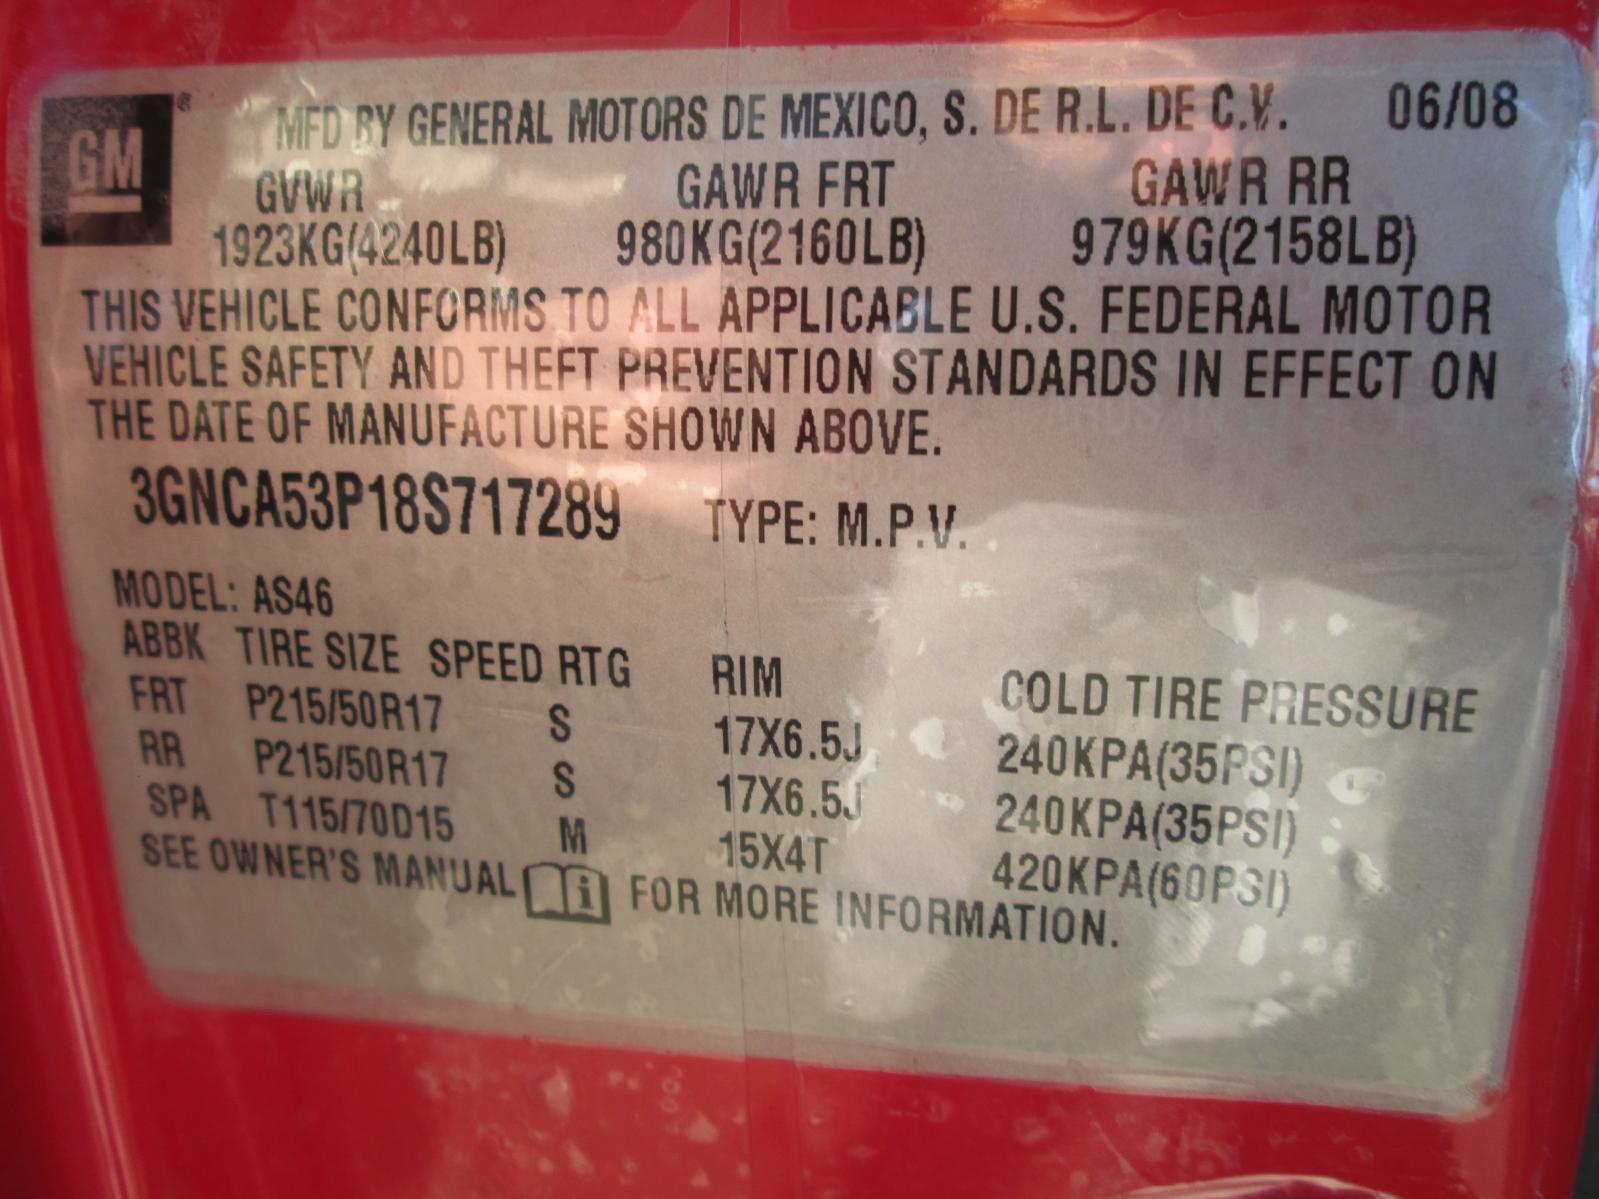 GM ® MFD BY GENERAL MOTORS DE MEXICO, S. DE R.L. DE C.V. 06/08
GVWR GAWR FRT GAWR RR
1923KG(4240LB) 980KG(2160LB) 979KG(2158LB)
THIS VEHICLE CONFORMS TO ALL APPLICABLE U.S. FEDERAL MOTOR
VEHICLE SAFETY AND THEFT PREVENTION STANDARDS IN EFFECT ON
THE DATE OF MANUFACTURE SHOWN ABOVE.
3GNCA53P18S717289 TYPE: M.P.V.
MODEL: AS46
ABBK TIRE SIZE SPEED RTG RIM COLD TIRE PRESSURE
FRT P215/50R17 S 17X6.5J 240KPA(35PSI)
RR P215/50R17 S 17X6.5J 240KPA(35PSI)
SPA T115/70D15 M 15X4T 420KPA(60PSI)
SEE OWNER'S MANUAL i FOR MORE INFORMATION.